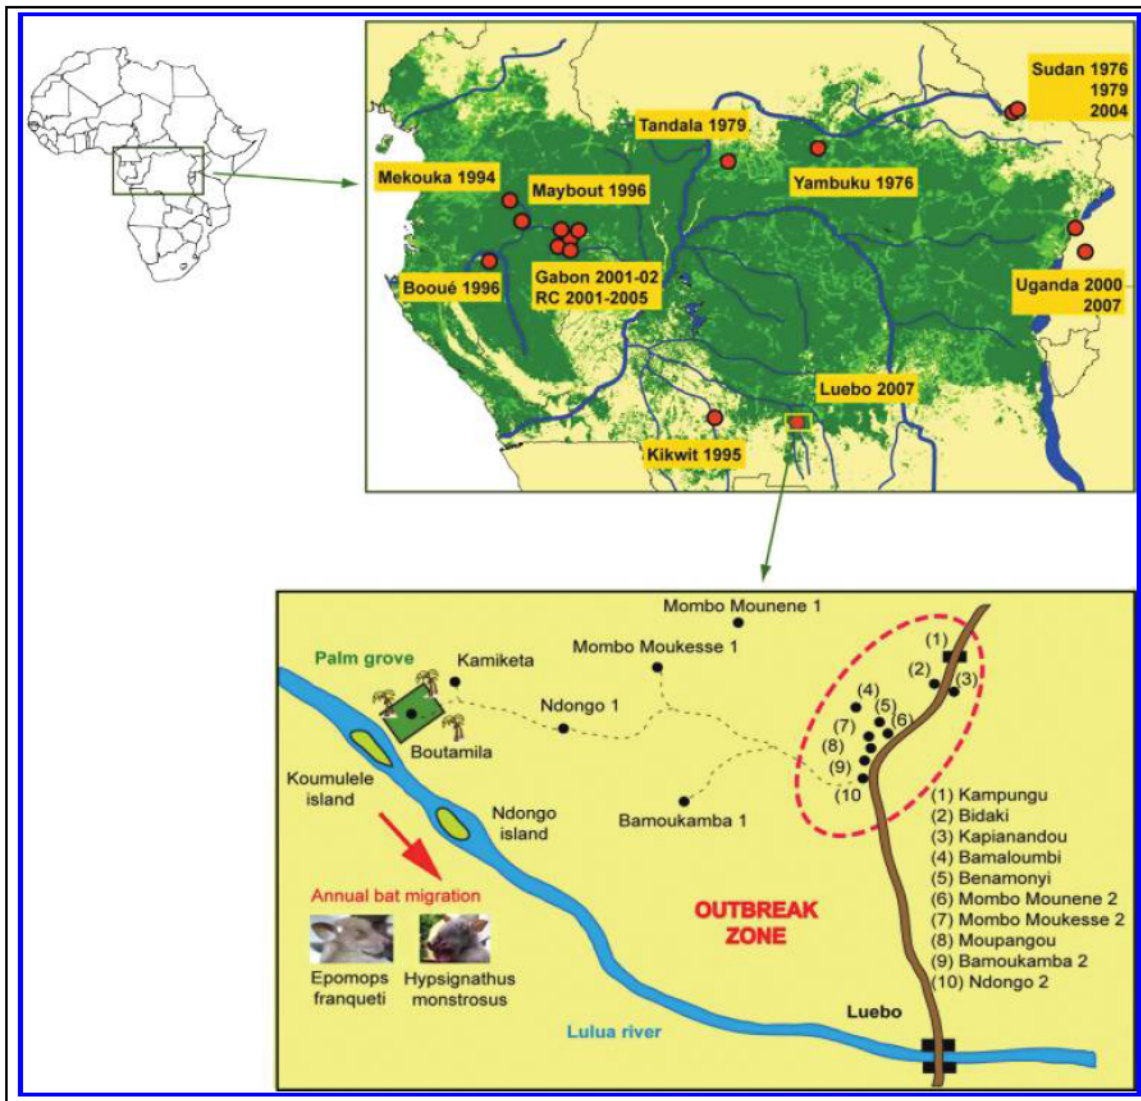 Sudan 1976
1979
2004
Tandala 1979
Mekouka 1994
Maybout 1996
Yambuku 1976
Booué 1996
Gabon 2001-02
RC 2001-2005
Uganda 2000
2007
Luebo 2007
Kikwit 1995
Mombo Mounene 1
Mombo Moukesse 1
Palm grove
Kamiketa
Ndongo 1
Boutamila
Koumulele
island
Ndongo
island
Bamoukamba 1
(1)
(2)
(3)
(4)
(5)
(6)
(7)
(8)
(9)
(10)
(1) Kampungu
(2) Bidaki
(3) Kapianandou
(4) Bamaloumbi
(5) Benamonyi
(6) Mombo Mounene 2
(7) Mombo Moukesse 2
(8) Moupangou
(9) Bamoukamba 2
(10) Ndongo 2
Annual bat migration
Epomops
franqueti
Hypsignathus
monstrosus
OUTBREAK
ZONE
Luebo
Lulua river